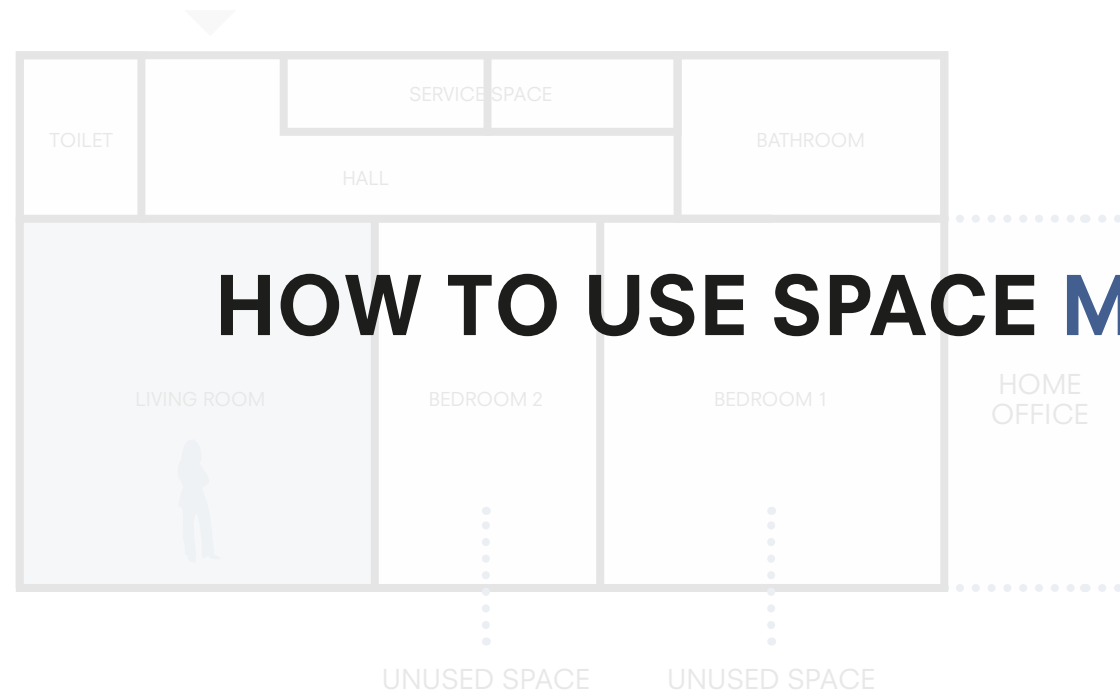 SERVICE SPACE
TOILET
BATHROOM
HALL
HOW TO USE SPACE M
LIVING ROOM
BEDROOM 2
BEDROOM 1
HOME
OFFICE
UNUSED SPACE
UNUSED SPACE